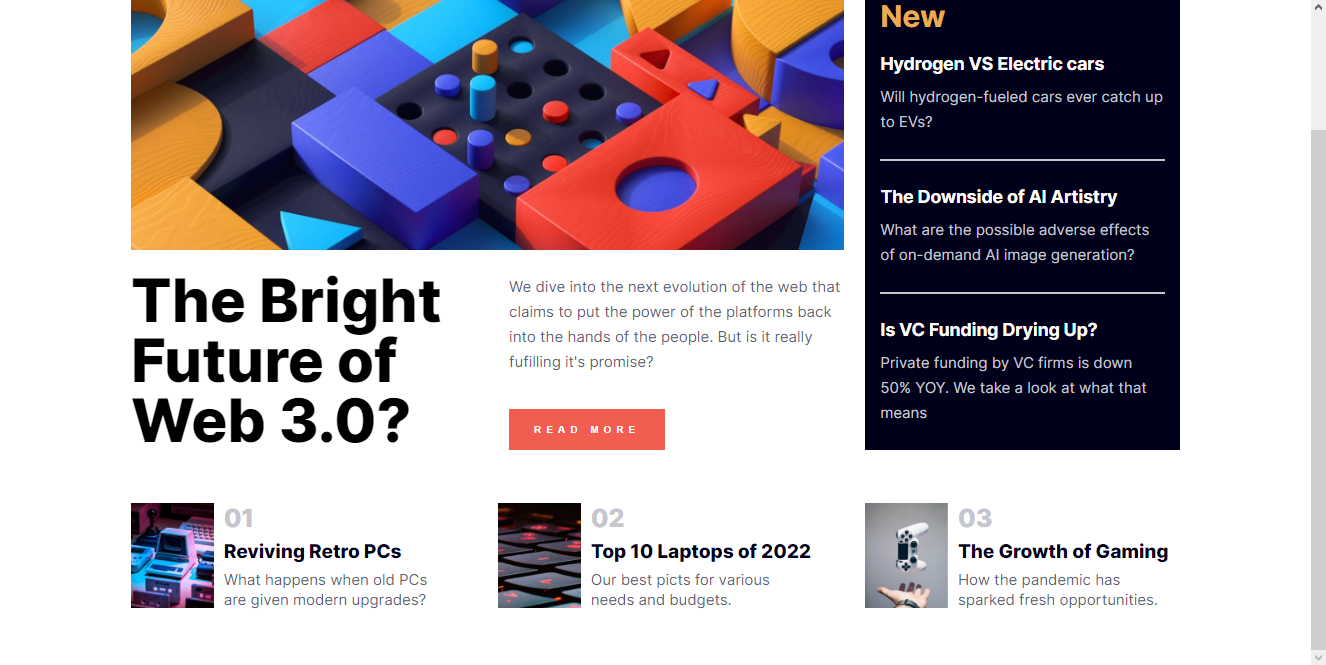 New
Hydrogen VS Electric cars
Will hydrogen-fueled cars ever catch up
to EVs?
The Downside of AI Artistry
What are the possible adverse effects
of on-demand AI image generation?
Is VC Funding Drying Up?
Private funding by VC firms is down
50% YOY. We take a look at what that
means
The Bright
Future of
Web 3.0?
We dive into the next evolution of the web that
claims to put the power of the platforms back
into the hands of the people. But is it really
fufilling it's promise?
READ MORE
01
Reviving Retro PCs
What happens when old PCs
are given modern upgrades?
02
Top 10 Laptops of 2022
Our best picts for various
needs and budgets.
03
The Growth of Gaming
How the pandemic has
sparked fresh opportunities.